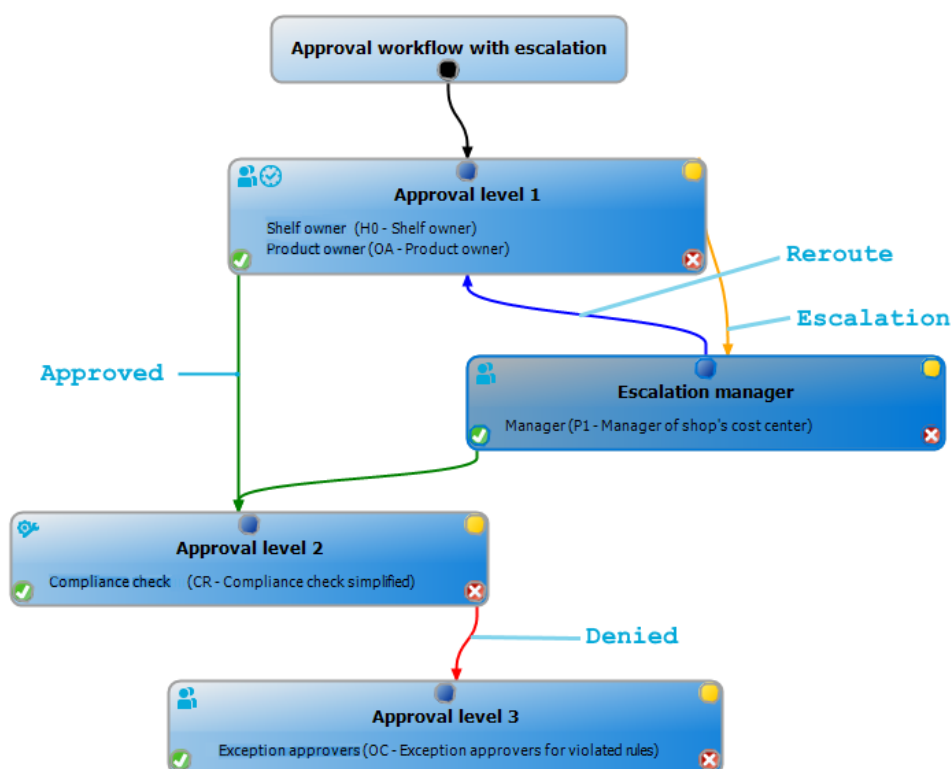 Approval workflow with escalation
Approval level 1
Shelf owner (H0 - Shelf owner)
Product owner (OA - Product owner)
Reroute
Escalation
Approved
Escalation manager
Manager (P1 - Manager of shop's cost center)
Approval level 2
Compliance check (CR - Compliance check simplified)
Denied
Approval level 3
Exception approvers (OC - Exception approvers for violated rules)